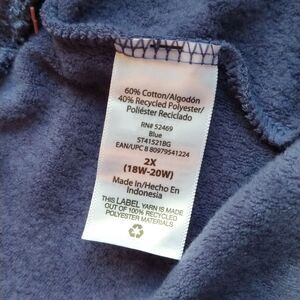 60% Cotton/Algodón
40% Recycled Polyester/
Poliéster Reciclado
RN# 52469
Blue
ST41521BG
EAN/UPC B 80979541224
2X
(18W-20W)
Made In/Hecho En
Indonesia
THIS LABEL YARN IS MADE
OUT OF 100% RECYCLED
POLYESTER MATERIALS